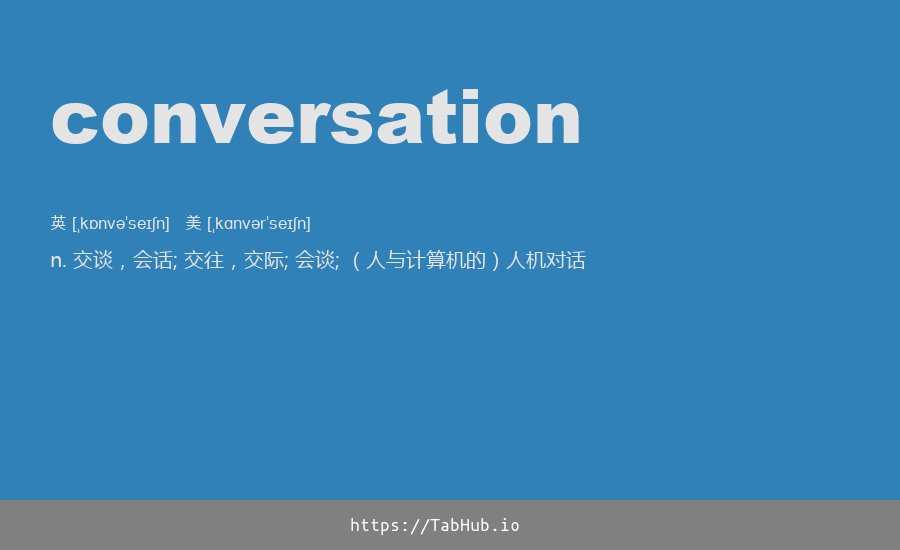 conversation
英 [ˌkɒnvəˈseɪʃn] 美 [ˌkɑnvərˈseɪʃn]
n. 交谈，会话; 交往，交际; 会谈; （人与计算机的）人机对话
https://TabHub.io